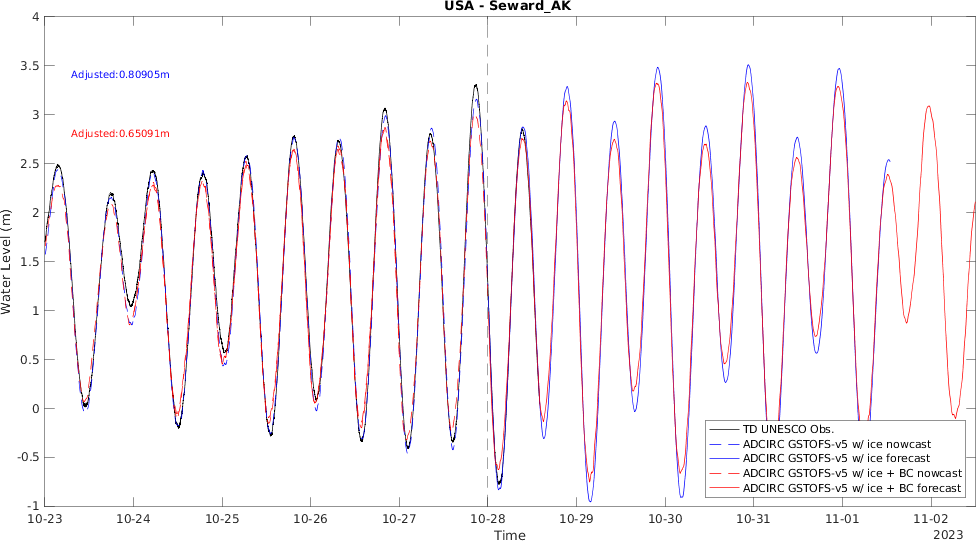 USA - Seward_AK
4
3.5
3
2.5
2
1.5
1
0.5
0
-0.5
-1
Water Level (m)
Adjusted:0.80905m
Adjusted:0.65091m
TD UNESCO Obs.
ADCIRC GSTOFS-v5 w/ ice nowcast
ADCIRC GSTOFS-v5 w/ ice forecast
ADCIRC GSTOFS-v5 w/ ice + BC nowcast
ADCIRC GSTOFS-v5 w/ ice + BC forecast
10-23 10-24 10-25 10-26 10-27 10-28 10-29 10-30 10-31 11-01 11-02
Time
2023